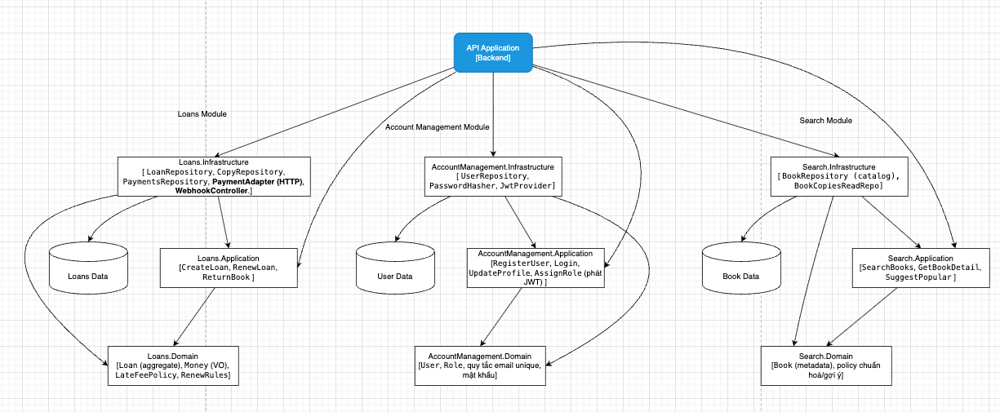 API Application
[Backend]
Loans Module
Account Management Module
Search Module
Loans.Infrastructure
[ LoanRepository, CopyRepository,
PaymentsRepository, PaymentAdapter (HTTP),
WebhookController.]
AccountManagement.Infrastructure
[ UserRepository,
PasswordHasher, JwtProvider]
Search.Infrastructure
[ BookRepository (catalog),
BookCopiesReadRepo]
Loans Data
Loans.Application
[CreateLoan, RenewLoan,
ReturnBook ]
User Data
AccountManagement.Application
[RegisterUser, Login,
UpdateProfile, AssignRole (phát
JWT) ]
Book Data
Search.Application
[SearchBooks, GetBookDetail,
SuggestPopular ]
Loans.Domain
[Loan (aggregate), Money (VO),
LateFeePolicy, RenewRules]
AccountManagement.Domain
[User, Role, quy tắc email unique,
mật khẩu]
Search.Domain
[Book (metadata), policy chuẩn
hoá/gợi ý]